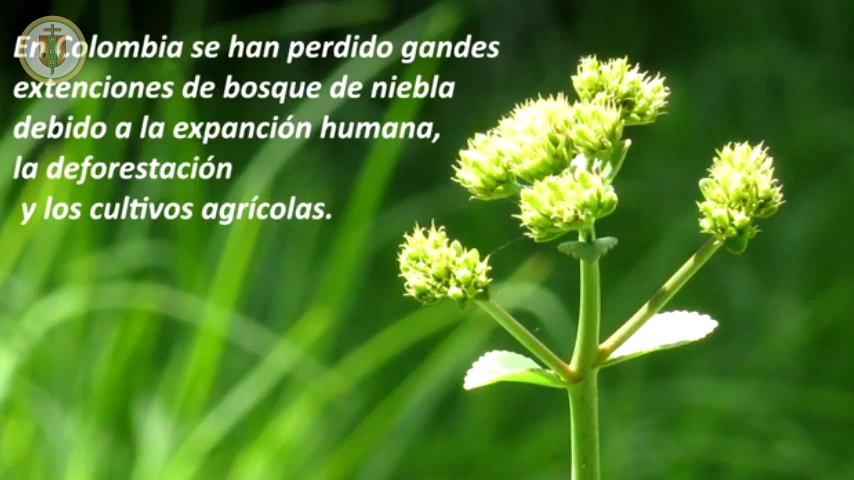 En Colombia se han perdido gandes
extenciones de bosque de niebla
debido a la expanción humana,
la deforestación
y los cultivos agrícolas.